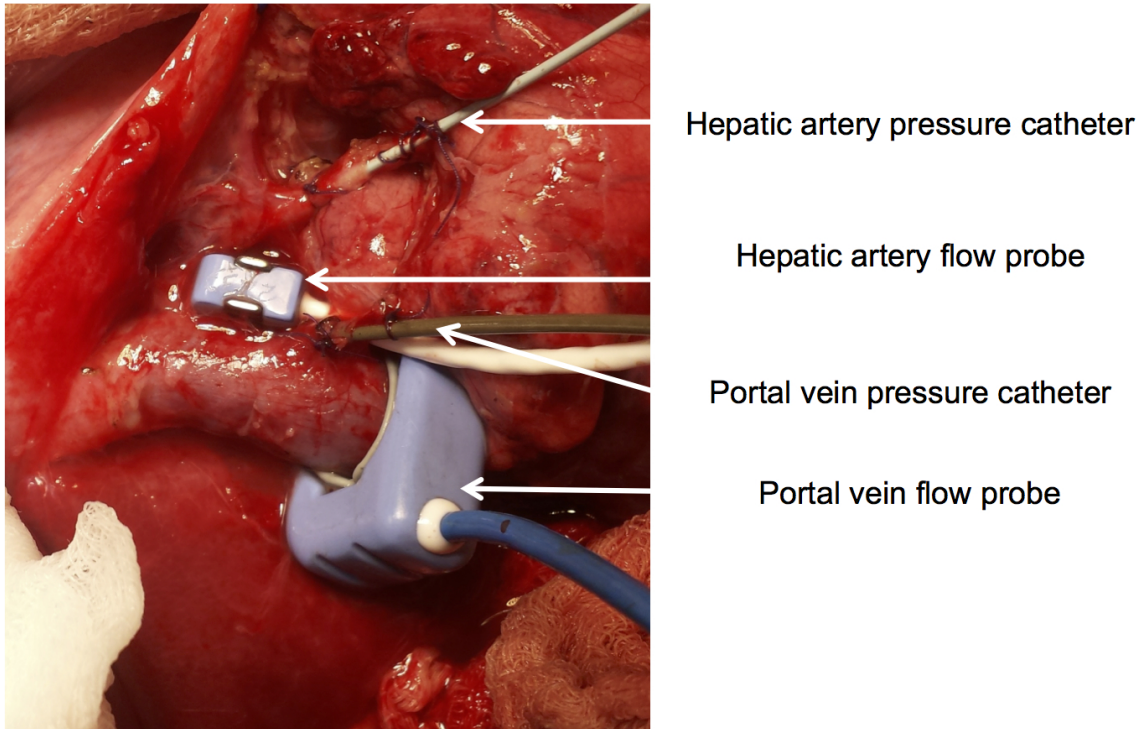 Hepatic artery pressure catheter
Hepatic artery flow probe
Portal vein pressure catheter
Portal vein flow probe